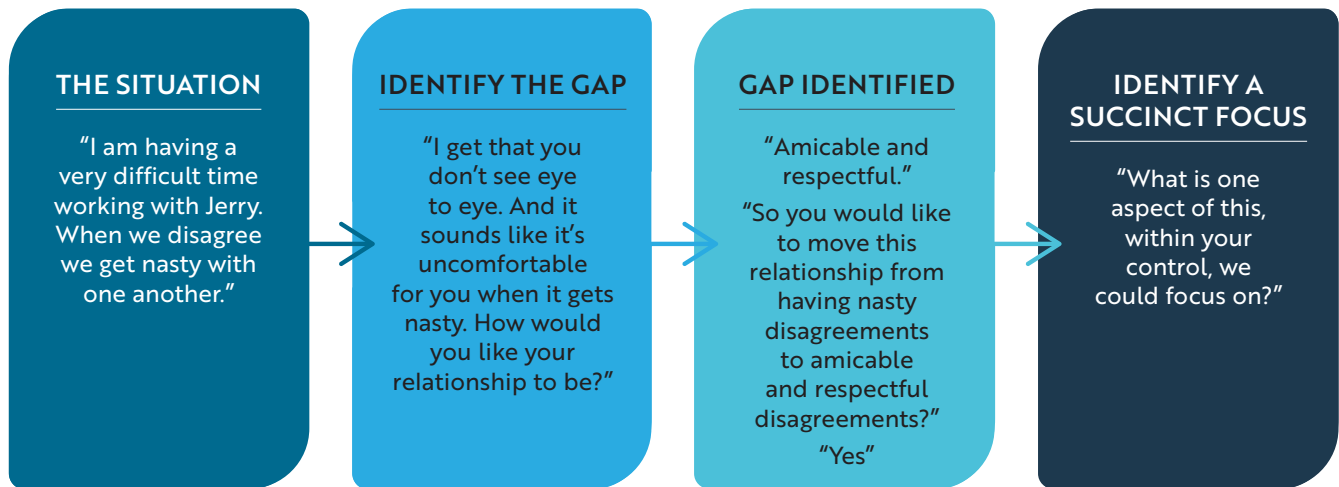 THE SITUATION
“I am having a
very difficult time
working with Jerry.
When we disagree
we get nasty with
one another.”
IDENTIFY THE GAP
“I get that you
don’t see eye
to eye. And it
sounds like it’s
uncomfortable
for you when it gets
nasty. How would
you like your
relationship to be?”
GAP IDENTIFIED
“Amicable and
respectful.”
“So you would like
to move this
relationship from
having nasty
disagreements
to amicable
and respectful
disagreements?”
“Yes”
IDENTIFY A
SUCCINCT FOCUS
“What is one
aspect of this,
within your
control, we
could focus on?”